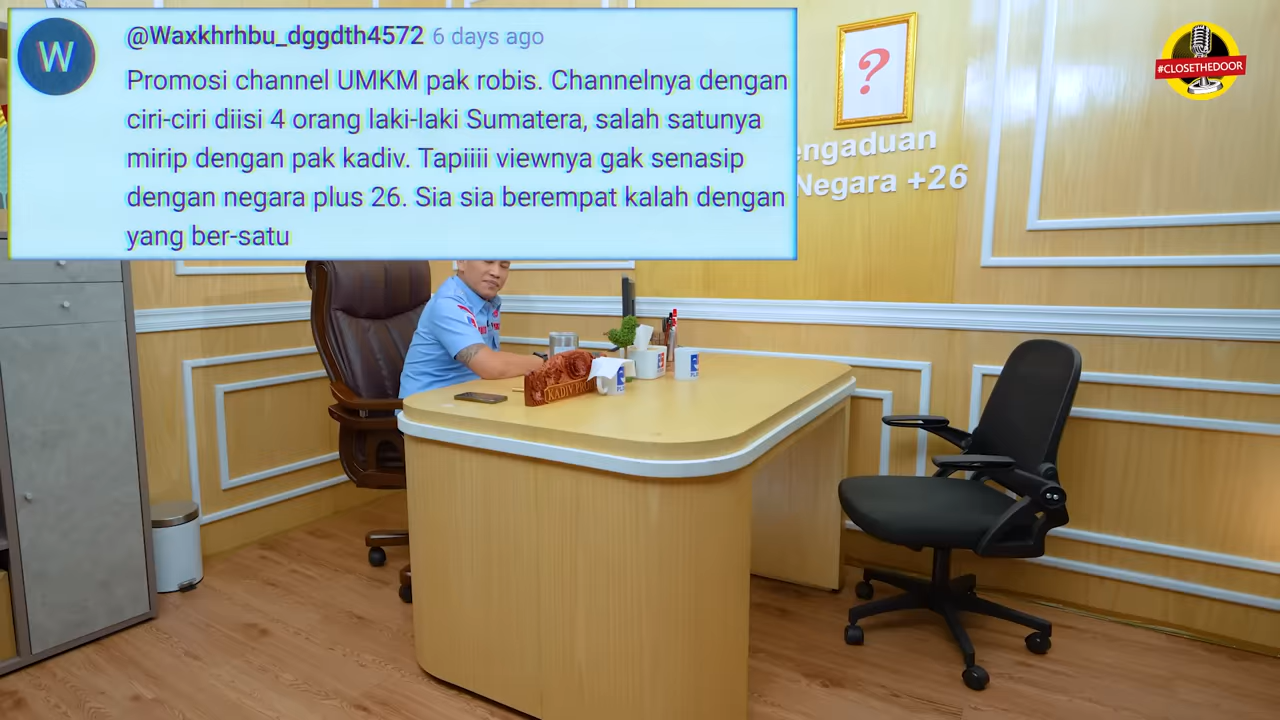 W
@Waxkhrhbu_dggdth4572 6 days ago
Promosi channel UMKM pak robis. Channelnya dengan
ciri-ciri diisi 4 orang laki-laki Sumatera, salah satunya
mirip dengan pak kadiv. Tapiiii viewnya gak senasip
dengan negara plus 26. Sia sia berempat kalah dengan
yang ber-satu
?
#CLOSETHEDOOR
engaduan
Negara +26
KADIV